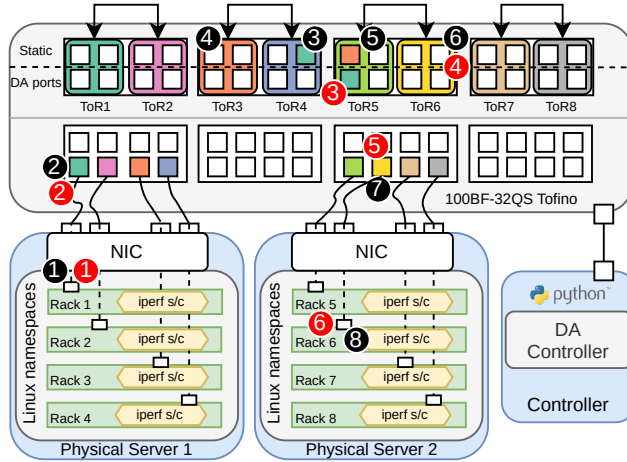 4 3 5 6
Static
4
DA ports
3
ToR1 ToR2 ToR3 ToR4 ToR5 ToR6 ToR7 ToR8
5
2
2
7
100BF-32QS Tofino
NIC
NIC
1 1
python™
Linux namespaces
Rack 1 iperf s/c
Rack 2 iperf s/c
Rack 3 iperf s/c
Rack 4 iperf s/c
Physical Server 1
Linux namespaces
Rack 5 iperf s/c
6
Rack 6 iperf s/c
8
Rack 7 iperf s/c
Rack 8 iperf s/c
Physical Server 2
DA
Controller
Controller